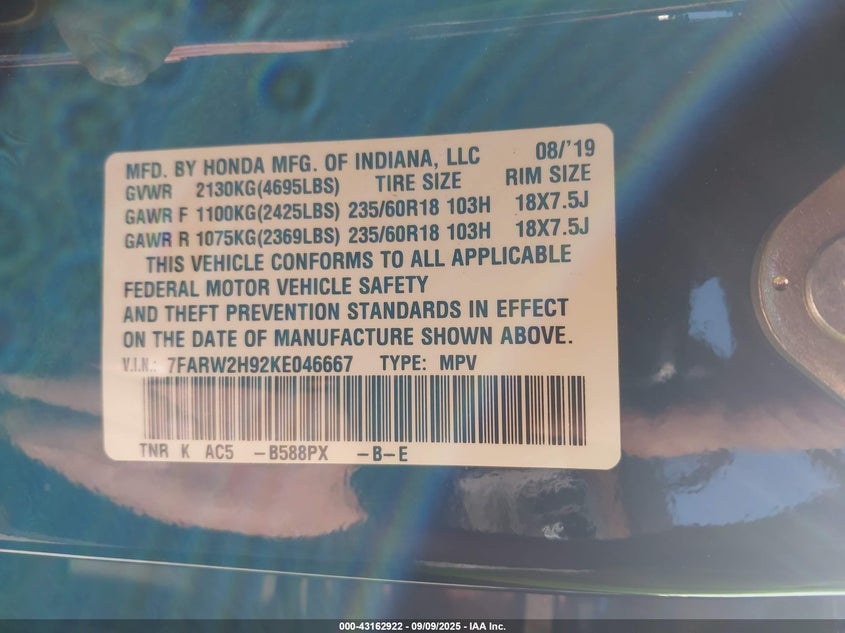 MFD. BY HONDA MFG. OF INDIANA, LLC 08/'19
GVWR 2130KG(4695LBS) TIRE SIZE RIM SIZE
GAWR F 1100KG(2425LBS) 235/60R18 103H 18X7.5J
GAWR R 1075KG(2369LBS) 235/60R18 103H 18X7.5J
THIS VEHICLE CONFORMS TO ALL APPLICABLE
FEDERAL MOTOR VEHICLE SAFETY
AND THEFT PREVENTION STANDARDS IN EFFECT
ON THE DATE OF MANUFACTURE SHOWN ABOVE.
V.I.N.: 7FARW2H92KE046667 TYPE: MPV
TNR K AC5 -B588PX -B-E
000-43162922 - 09/09/2025 - IAA Inc.